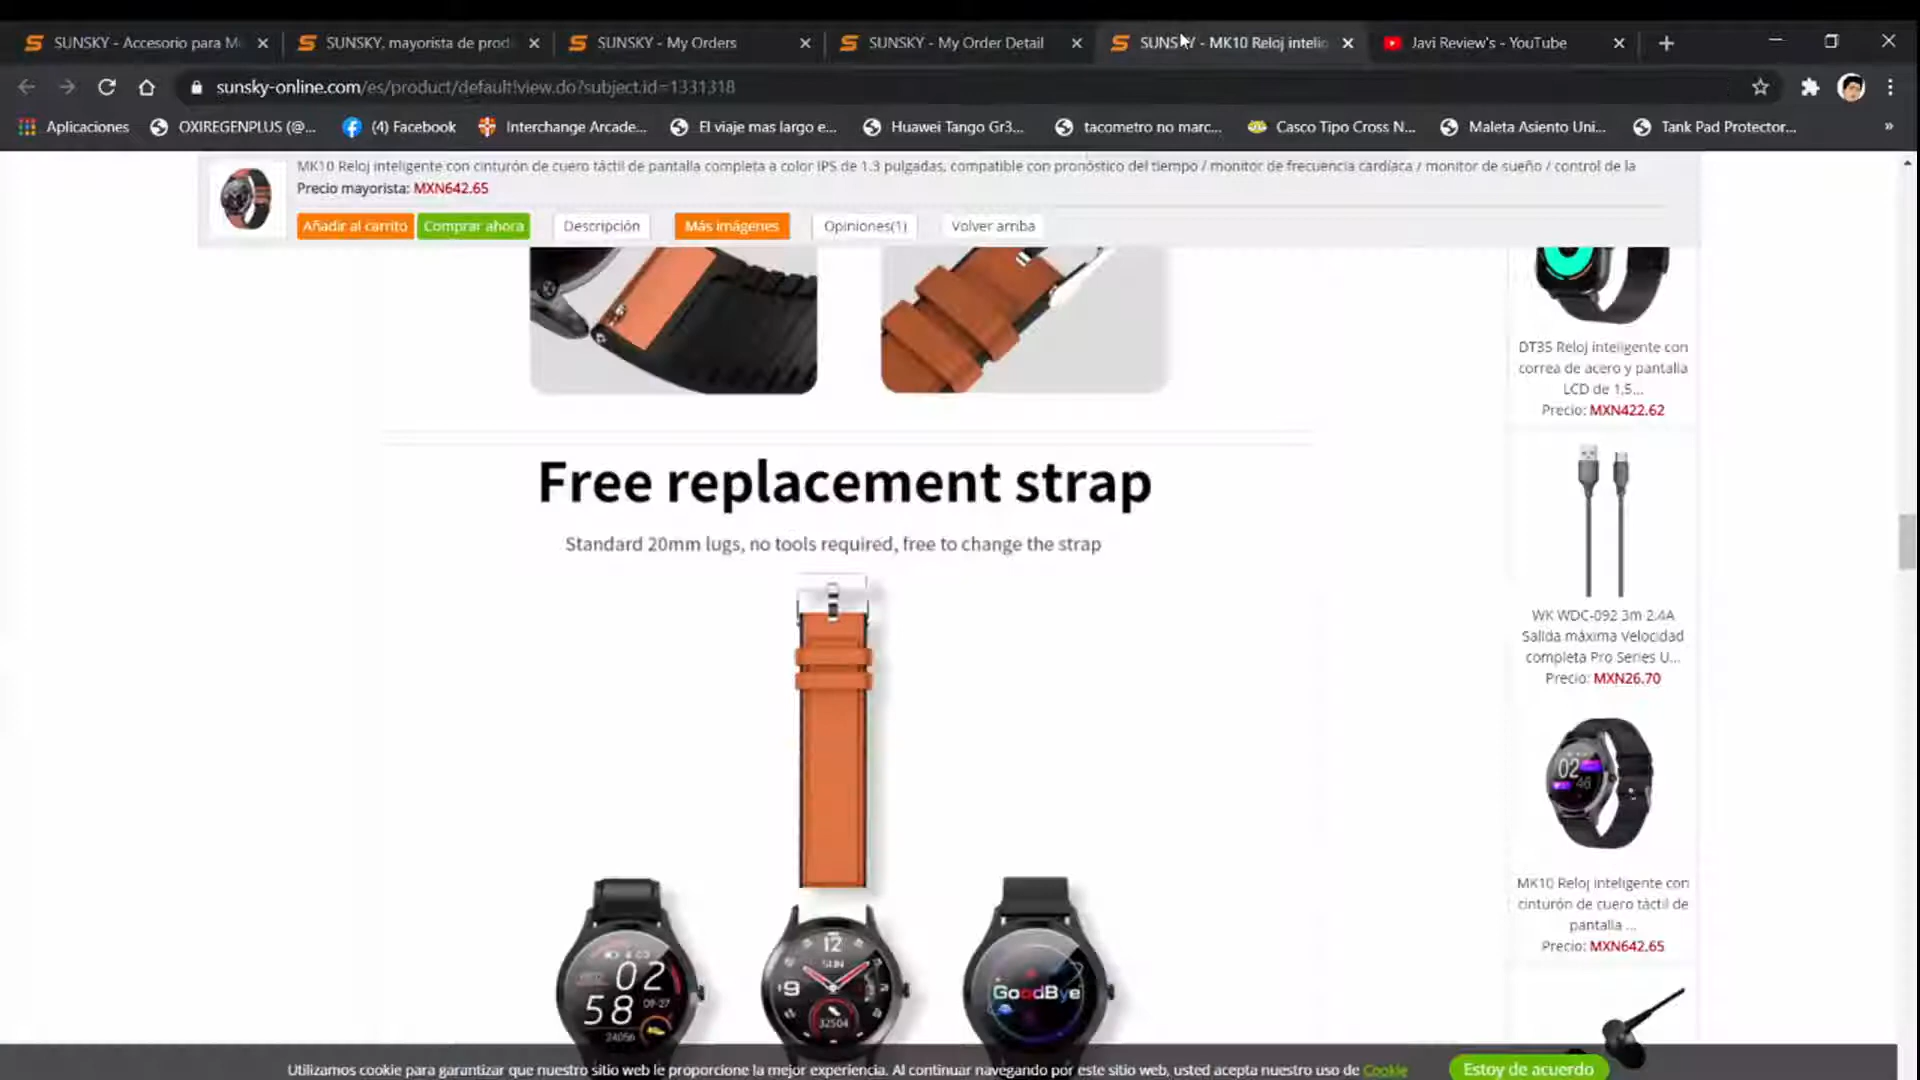 SUNSKY - Accesorio para M
SUNSKY, mayorista de prod
SUNSKY - My Orders
SUNSKY - My Order Detail
SUNSKY - MK10 Reloj intelig
Javi Review's - YouTube
sunsky-online.com/es/product/default!view.do?subject.id=1331318
Aplicaciones
OXIREGENPLUS (@...
(4) Facebook
Interchange Arcade...
El viaje mas largo e...
Huawei Tango Gr3...
tacometro no marc...
Casco Tipo Cross N...
Maleta Asiento Uni...
Tank Pad Protector...
»
MK10 Reloj inteligente con cinturón de cuero táctil de pantalla completa a color IPS de 1.3 pulgadas, compatible con pronóstico del tiempo / monitor de frecuencia cardíaca / monitor de sueño / control de la
Precio mayorista: MXN642.65
Añadir al carrito
Comprar ahora
Descripción
Más imágenes
Opiniones(1)
Volver arriba
DT35 Reloj inteligente con
correa de acero y pantalla
LCD de 1,5...
Precio: MXN422.62
Free replacement strap
Standard 20mm lugs, no tools required, free to change the strap
WK WDC-092 3m 2.4A
Salida máxima Velocidad
completa Pro Series U...
Precio: MXN26.70
02
46
MK10 Reloj inteligente con
cinturón de cuero táctil de
pantalla ...
Precio: MXN642.65
02
58
09-27
24056
12
SUN
9
32504
GooDBye
Utilizamos cookie para garantizar que nuestro sitio web le proporcione la mejor experiencia. Al continuar navegando por este sitio web, usted acepta nuestro uso de Cookie
Estoy de acuerdo